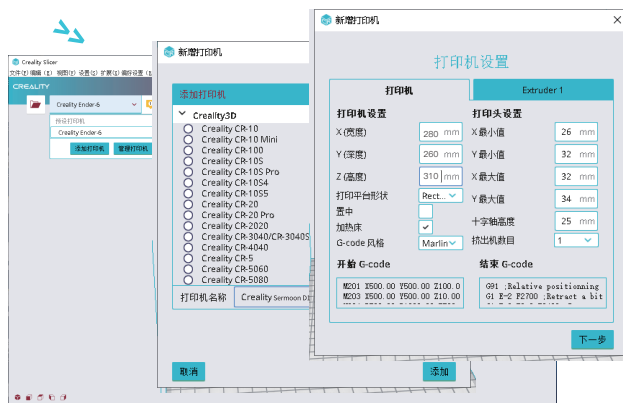 Creality Slicer
文件(F) 编辑 (E) 视图(V) 设置(S) 扩展(X) 偏好设置
CREALITY
Creality Ender-6
预设打印机
Creality Ender-6
添加打印机 管理打印机
新增打印机
添加打印机
Creality3D
Creality CR-10
Creality CR-10 Mini
Creality CR-100
Creality CR-10S
Creality CR-10S Pro
Creality CR-10S4
Creality CR-10S5
Creality CR-20
Creality CR-20 Pro
Creality CR-2020
Creality CR-3040/CR-3040S
Creality CR-4040
Creality CR-5
Creality CR-5060
Creality CR-5080
打印机名称 Creality Sermoon D1
取消
添加
新增打印机
打印机设置
打印机 Extruder 1
打印机设置 打印头设置
X (宽度) 280 mm X 最小值 26 mm
Y (深度) 260 mm Y 最小值 32 mm
Z (高度) 310 mm X 最大值 32 mm
打印平台形状 Rect... Y 最大值 34 mm
置中
加热床 十字轴高度 25 mm
G-code 风格 Marlin 挤出机数目 1
开始 G-code 结束 G-code
M201 X500.00 Y500.00 Z100.0 G91 ;Relative positionning
M203 X500.00 Y500.00 Z10.00 G1 E-2 F2700 ;Retract a bit
下一步